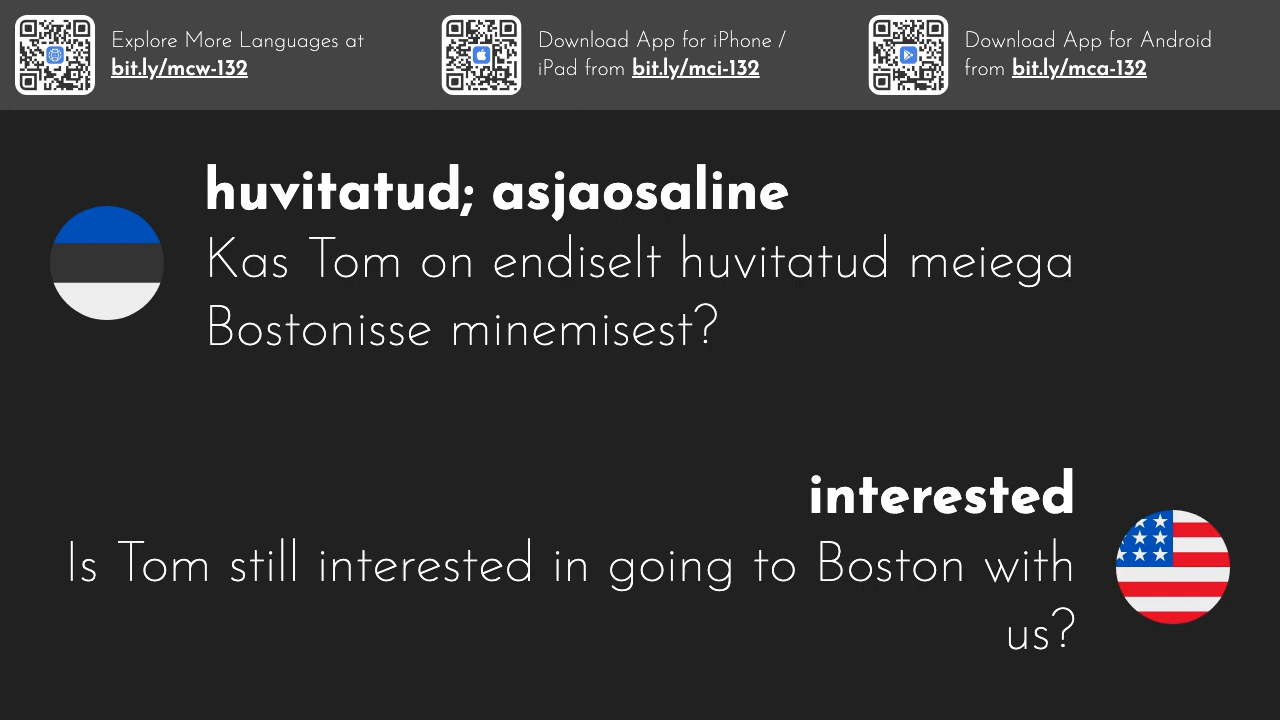 Explore More Languages at
bit.ly/mcw-132
Download App for iPhone /
iPad from bit.ly/mci-132
Download App for Android
from bit.ly/mca-132
huvitatud; asjaosaline
Kas Tom on endiselt huvitatud meiega
Bostonisse minemisest?
interested
Is Tom still interested in going to Boston with
us?